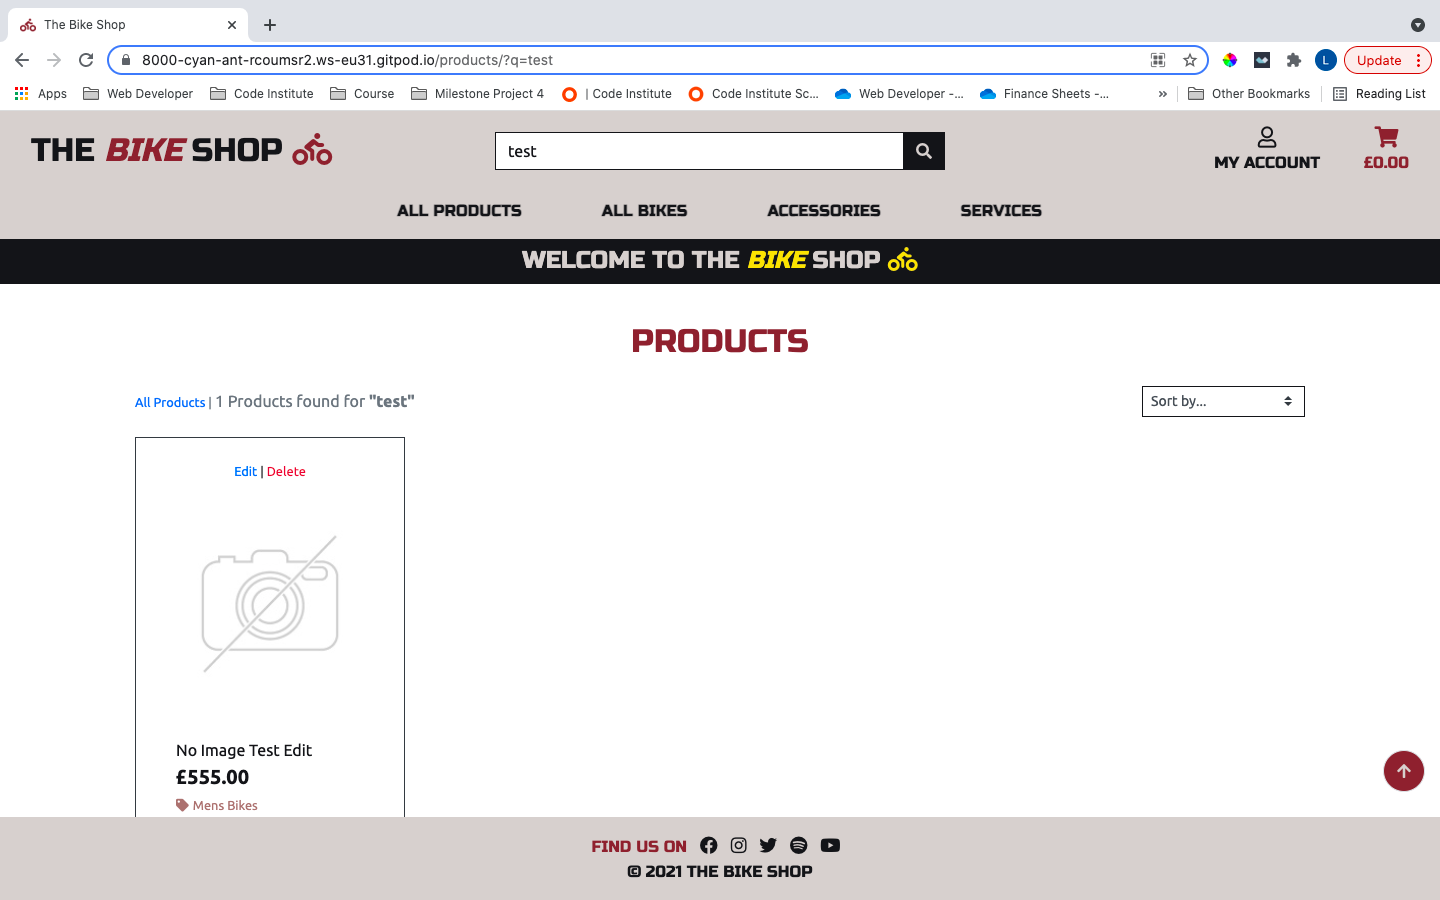 The Bike Shop
8000-cyan-ant-rcoumsr2.ws-eu31.gitpod.io/products/?q=test
L
Update
Apps
Web Developer
Code Institute
Course
Milestone Project 4
| Code Institute
Code Institute Sc...
Web Developer -...
Finance Sheets -...
»
Other Bookmarks
Reading List
THE BIKE SHOP
test
MY ACCOUNT
£0.00
ALL PRODUCTS
ALL BIKES
ACCESSORIES
SERVICES
WELCOME TO THE BIKE SHOP
PRODUCTS
All Products | 1 Products found for "test"
Sort by...
Edit | Delete
No Image Test Edit
£555.00
Mens Bikes
FIND US ON
© 2021 THE BIKE SHOP